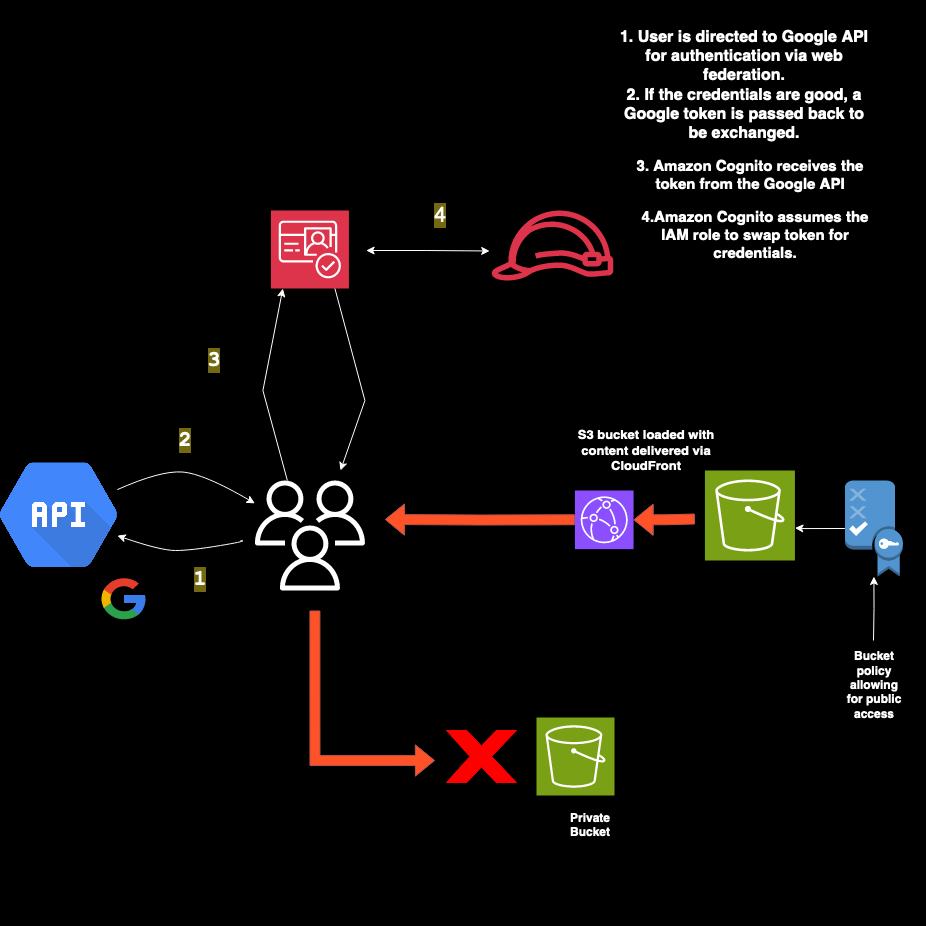 1. User is directed to Google API
for authentication via web
federation.
2. If the credentials are good, a
Google token is passed back to
be exchanged.
3. Amazon Cognito receives the
token from the Google API
4.Amazon Cognito assumes the
IAM role to swap token for
credentials.
4
3
2
S3 bucket loaded with
content delivered via
CloudFront
API
1
Bucket
policy
allowing
for public
access
Private
Bucket